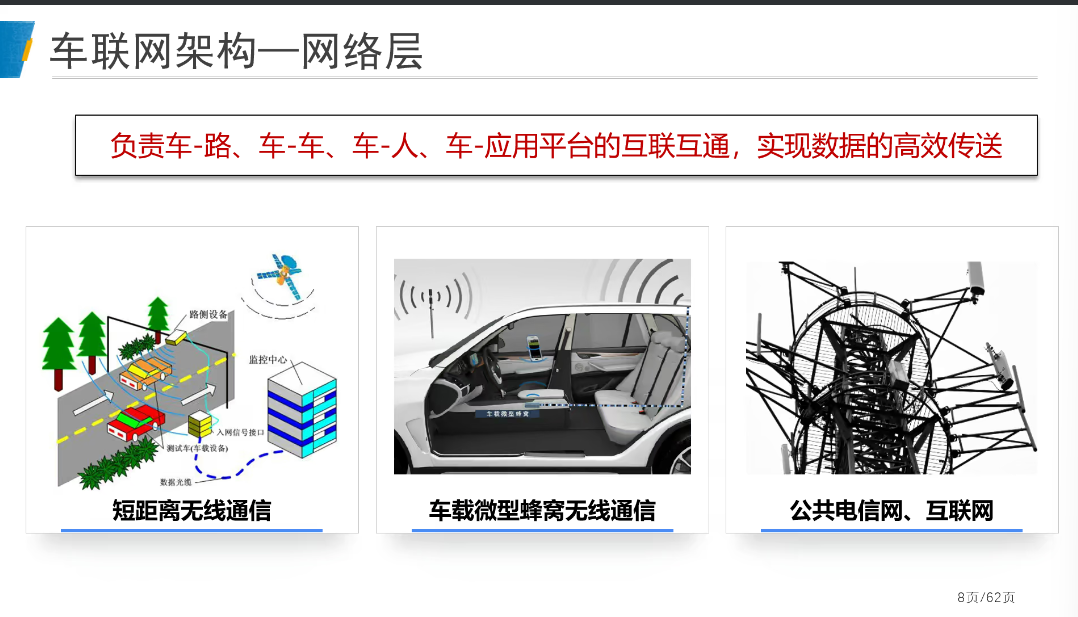 车联网架构—网络层
负责车-路、车-车、车-人、车-应用平台的互联互通，实现数据的高效传送
路侧设备
监控中心
入网信号接口
测试车(车载设备)
数据光缆
短距离无线通信
车载微型蜂窝
车载微型蜂窝无线通信
公共电信网、互联网
8页/62页